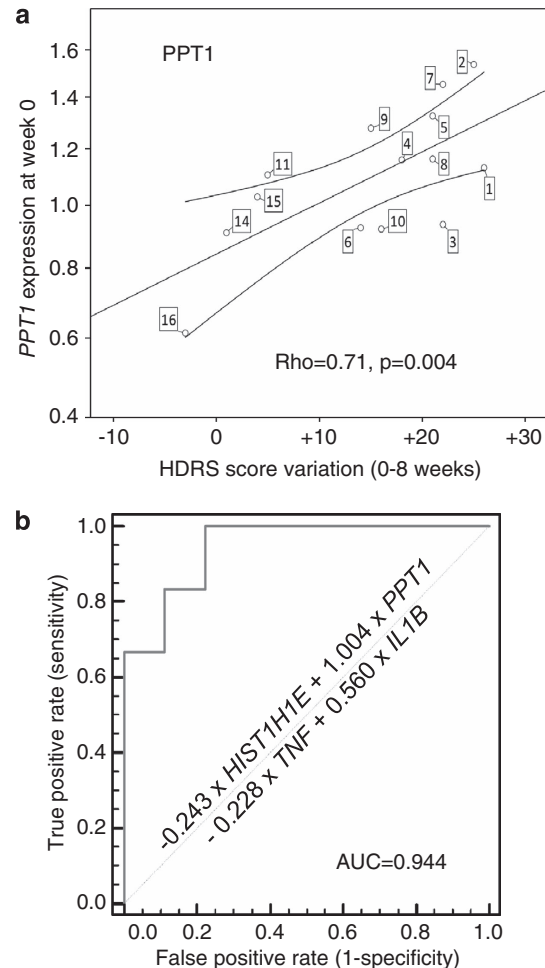 a
PPT1
1.6
1.4
1.2
1.0
0.8
0.6
0.4
PPT1 expression at week 0
2
7
9
5
4
11
8
1
15
14
6
10
3
16
Rho=0.71, p=0.004
-10 0 +10 +20 +30
HDRS score variation (0-8 weeks)
b
1.0
0.8
0.6
0.4
0.2
0.0
True positive rate (sensitivity)
-0.243 x HIST1H1E + 1.004 x PPT1
- 0.228 x TNF + 0.560 x IL1B
AUC=0.944
0.0 0.2 0.4 0.6 0.8 1.0
False positive rate (1-specificity)